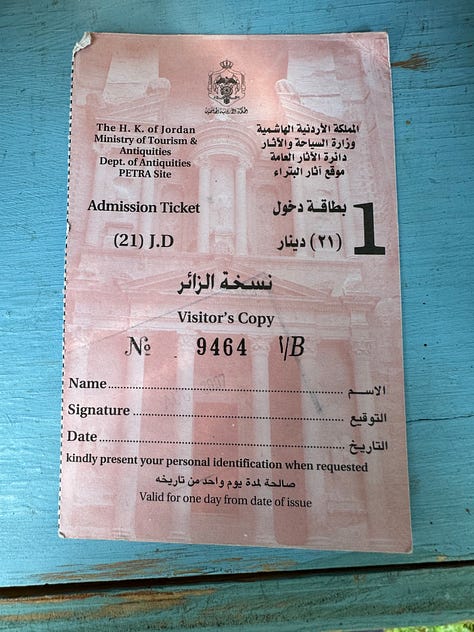 The H. K. of Jordan
Ministry of Tourism &
Antiquities
Dept. of Antiquities
PETRA Site
المملكة الأردنية الهاشمية
وزارة السياحة والآثار
دائرة الآثار العامة
موقع آثار البتراء
Admission Ticket
(21) J.D
بطاقة دخول
(٢١) دينار
1
نسخة الزائر
Visitor's Copy
№ 9464 ١/B
Name الاسم
Signature التوقيع
Date التاريخ
kindly present your personal identification when requested
صالحة لمدة يوم واحد من تاريخه
Valid for one day from date of issue